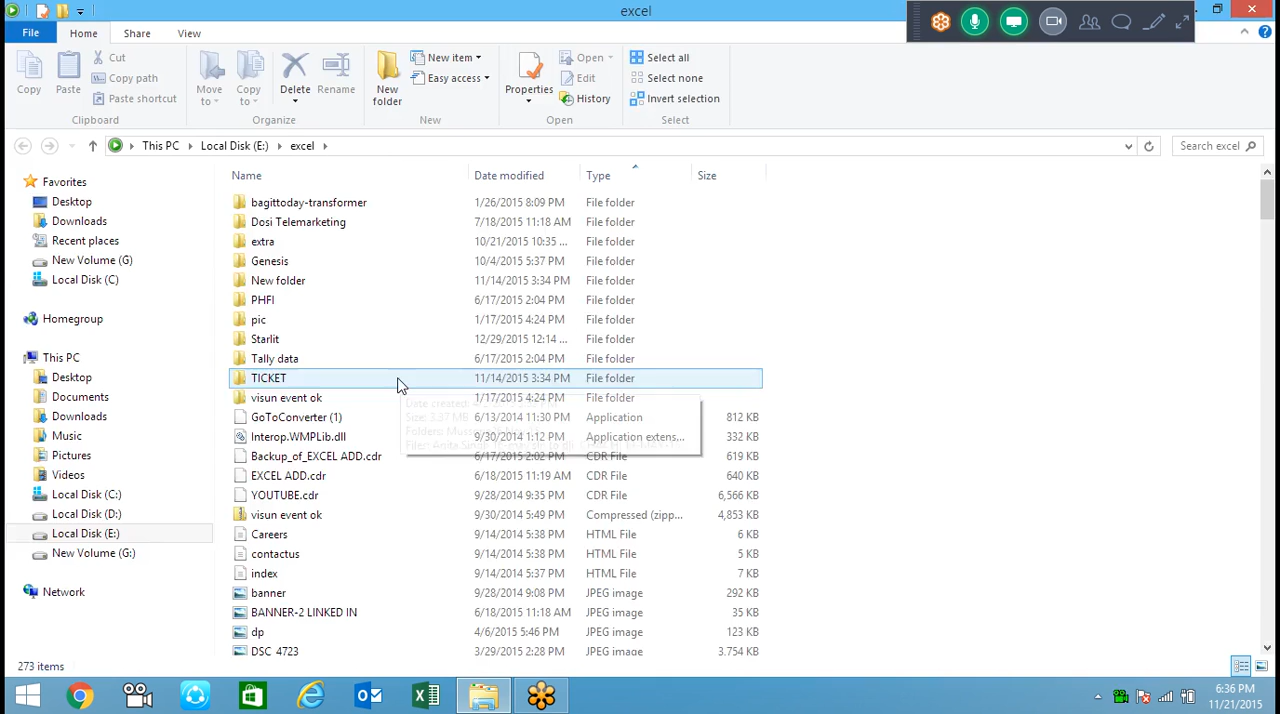 excel
File Home Share View
Copy Paste Cut Copy path Paste shortcut Clipboard
Move to Copy to Delete Rename Organize
New folder New item Easy access New
Properties Open Edit History Open
Select all Select none Invert selection Select
This PC Local Disk (E:) excel Search excel
Name Date modified Type Size
Favorites
Desktop
Downloads
Recent places
New Volume (G)
Local Disk (C)
Homegroup
This PC
Desktop
Documents
Downloads
Music
Pictures
Videos
Local Disk (C:)
Local Disk (D:)
Local Disk (E:)
New Volume (G:)
Network
bagittoday-transformer 1/26/2015 8:09 PM File folder
Dosi Telemarketing 7/18/2015 11:18 AM File folder
extra 10/21/2015 10:35 ... File folder
Genesis 10/4/2015 5:37 PM File folder
New folder 11/14/2015 3:34 PM File folder
PHFI 6/17/2015 2:04 PM File folder
pic 1/17/2015 4:24 PM File folder
Starlit 12/29/2015 12:14 ... File folder
Tally data 6/17/2015 2:04 PM File folder
TICKET 11/14/2015 3:34 PM File folder
visun event ok 1/17/2015 4:24 PM File folder
GoToConverter (1) 6/13/2014 11:30 PM Application 812 KB
Interop.WMPLib.dll 9/30/2014 1:12 PM Application extens... 332 KB
Backup_of_EXCEL ADD.cdr 6/17/2015 2:02 PM CDR File 619 KB
EXCEL ADD.cdr 6/18/2015 11:19 AM CDR File 640 KB
YOUTUBE.cdr 9/28/2014 9:35 PM CDR File 6,566 KB
visun event ok 9/30/2014 5:49 PM Compressed (zipp... 4,853 KB
Careers 9/14/2014 5:38 PM HTML File 6 KB
contactus 9/14/2014 5:38 PM HTML File 5 KB
index 9/14/2014 5:37 PM HTML File 7 KB
banner 9/28/2014 9:08 PM JPEG image 292 KB
BANNER-2 LINKED IN 6/18/2015 11:18 AM JPEG image 35 KB
dp 4/6/2015 5:46 PM JPEG image 123 KB
DSC_4723 3/29/2015 2:28 PM JPEG image 3,754 KB
Date created:
Size: 3.97 MB
Folders:
273 items
6:36 PM
11/21/2015